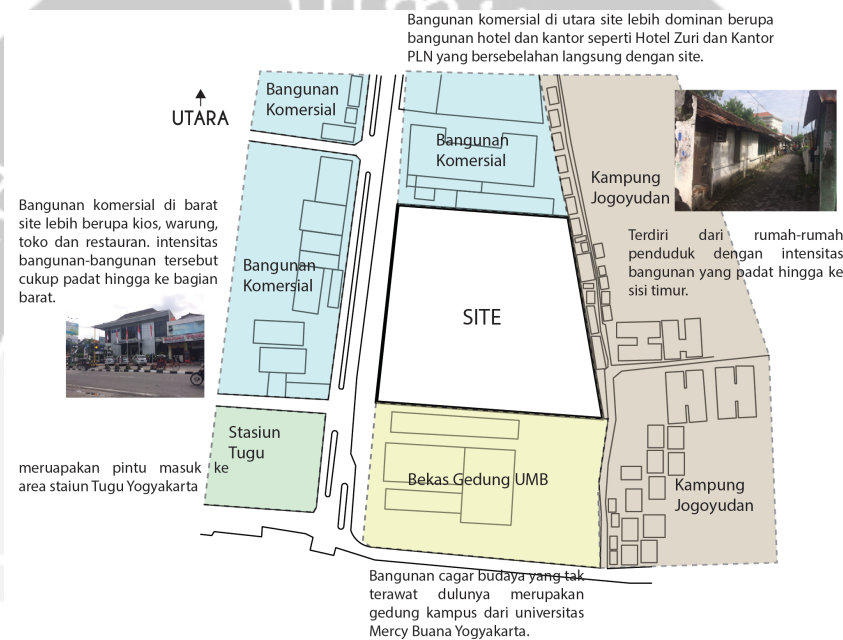 Bangunan komersial di utara site lebih dominan berupa
bangunan hotel dan kantor seperti Hotel Zuri dan Kantor
PLN yang bersebelahan langsung dengan site.
UTARA
Bangunan
Komersial
Bangunan
Komersial
Kampung
Jogoyudan
Bangunan komersial di barat
site lebih berupa kios, warung,
toko dan restauran. intensitas
bangunan-bangunan tersebut
cukup padat hingga ke bagian
barat.
Bangunan
Komersial
Terdiri dari rumah-rumah
penduduk dengan intensitas
bangunan yang padat hingga ke
sisi timur.
SITE
Stasiun
Tugu
meruapakan pintu masuk ke
area staiun Tugu Yogyakarta
Bekas Gedung UMB
Kampung
Jogoyudan
Bangunan cagar budaya yang tak
terawat dulunya merupakan
gedung kampus dari universitas
Mercy Buana Yogyakarta.